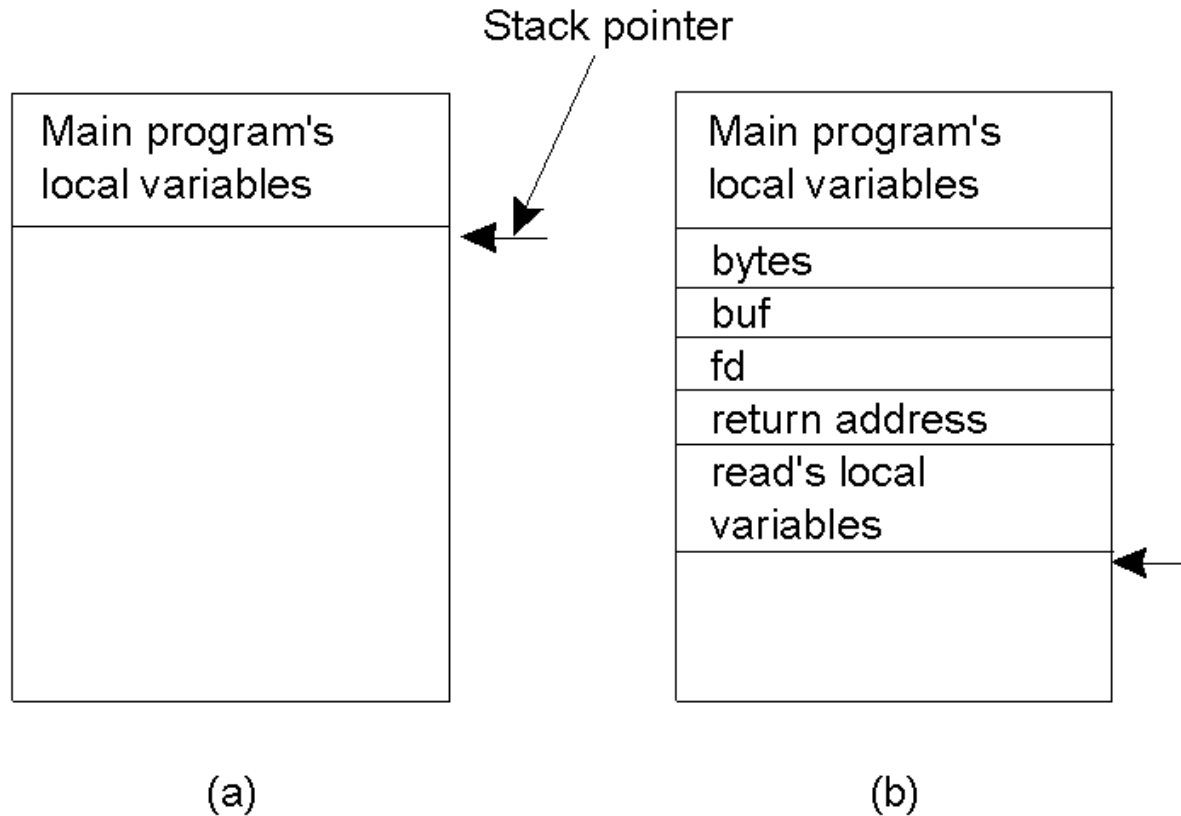 Stack pointer
Main program's
local variables
Main program's
local variables
bytes
buf
fd
return address
read's local
variables
(a)
(b)